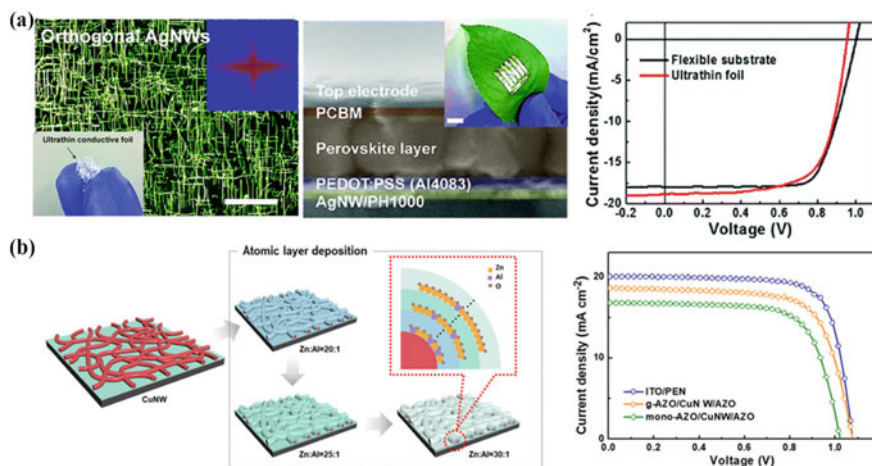 (a)
Orthogonal AgNWs
Ultrathin conductive foil
Top electrode
PCBM
Perovskite layer
PEDOT:PSS (AI4083)
AgNW/PH1000
Current density(mA/cm²)
0
-5
-10
-15
-20
-0.2 0.0 0.2 0.4 0.6 0.8 1.0
Voltage (V)
Flexible substrate
Ultrathin foil
(b)
Atomic layer deposition
CuNW
Zn:Al=20:1
Zn:Al=25:1
Zn:Al=30:1
Zn
Al
O
Current density (mA cm⁻²)
20
10
0
0.0 0.2 0.4 0.6 0.8 1.0 1.2
Voltage (V)
ITO/PEN
g-AZO/CuN W/AZO
mono-AZO/CuNW/AZO